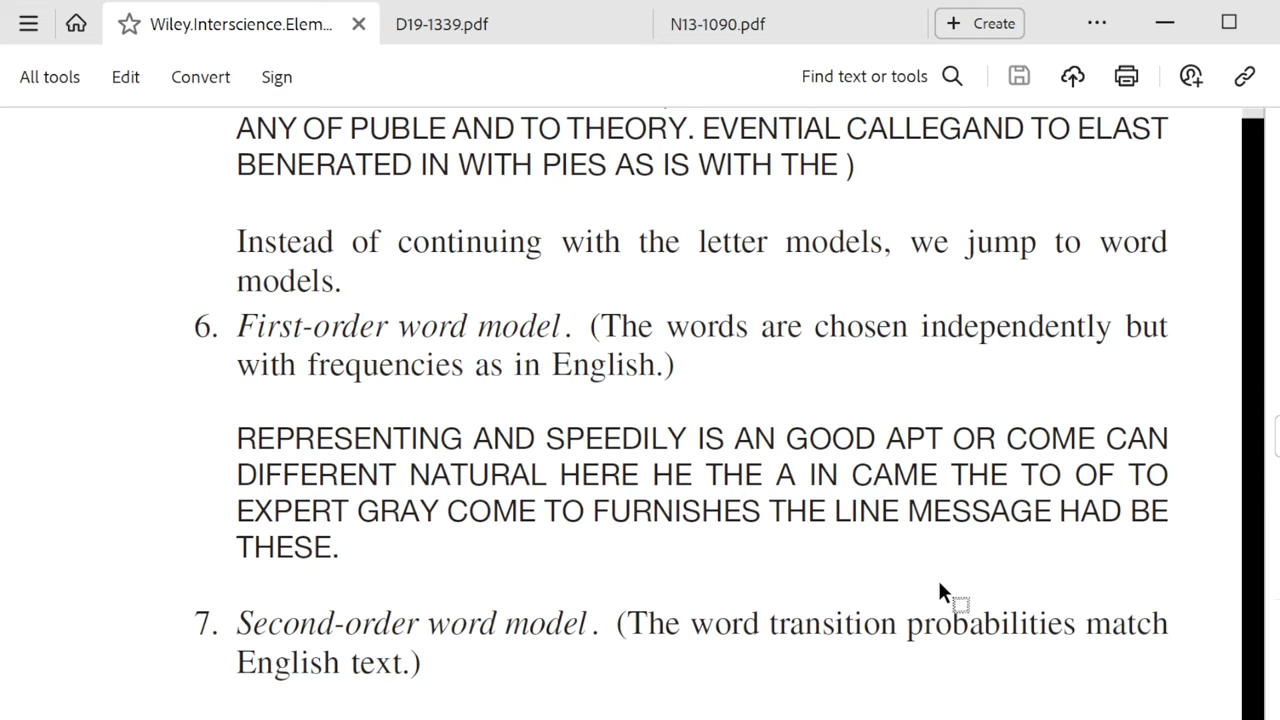 Wiley.Interscience.Elem...
D19-1339.pdf
N13-1090.pdf
+ Create
All tools
Edit
Convert
Sign
Find text or tools
ANY OF PUBLE AND TO THEORY. EVENTIAL CALLEGAND TO ELAST
BENERATED IN WITH PIES AS IS WITH THE )
Instead of continuing with the letter models, we jump to word
models.
6. First-order word model. (The words are chosen independently but
with frequencies as in English.)
REPRESENTING AND SPEEDILY IS AN GOOD APT OR COME CAN
DIFFERENT NATURAL HERE HE THE A IN CAME THE TO OF TO
EXPERT GRAY COME TO FURNISHES THE LINE MESSAGE HAD BE
THESE.
7. Second-order word model. (The word transition probabilities match
English text.)